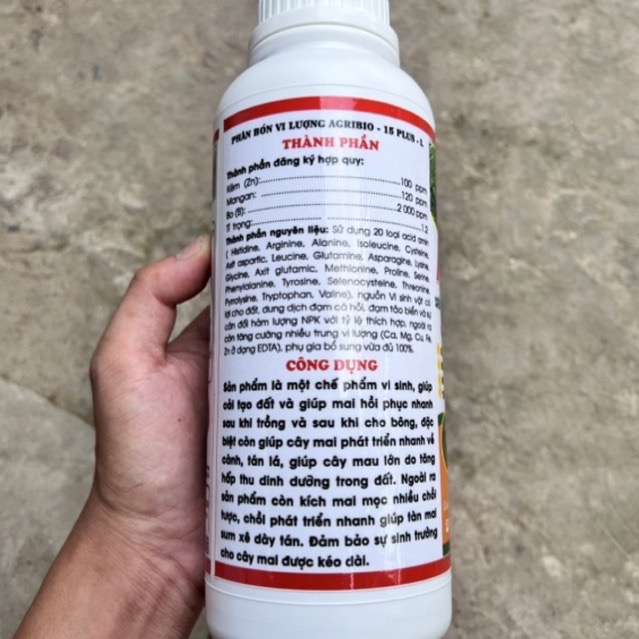 PHÂN BÓN VI LƯỢNG AGRIBIO - 15 PLUS - L
THÀNH PHẦN
Thành phần đăng ký hợp quy:
Kẽm (Zn):..................................100 ppm
Mangan: ..................................120 ppm
Bo (B): ..................................2 000 ppm
Tỉ trọng:..................................1.2
Thành phần nguyên liệu: Sử dụng 20 loại acid amin
( Histidine, Arginine, Alanine, Isoleucine, Cysteine,
Axit aspartic, Leucine, Glutamine, Asparagine, Lysine,
Glycine, Axit glutamic, Methionine, Proline, Serine
Phenylalanine, Tyrosine, Selenocysteine, Threonine,
Pyrrolysine, Tryptophan, Valine), nguồn Vi sinh vật có
lợi cho đất, dung dịch đạm cá hồi, đạm tảo biển và sự
cân đối hàm lượng NPK với tỷ lệ thích hợp, ngoài ra
còn tăng cường nhiều trung vi lượng (Ca, Mg, Cu, Fe,
Zn ở dạng EDTA), phụ gia bổ sung vừa đủ 100%.
CÔNG DỤNG
Sản phẩm là một chế phẩm vi sinh, giúp
cải tạo đất và giúp mai hồi phục nhanh
sau khi trồng và sau khi cho bông, đặc
biệt còn giúp cây mai phát triển nhanh về
cành, tán lá, giúp cây mau lớn do tăng
hấp thu dinh dưỡng trong đất. Ngoài ra
sản phẩm còn kích mai mọc nhiều chồi
tược, chồi phát triển nhanh giúp tàn mai
sum xê dày tán. Đảm bảo sự sinh trưởng
cho cây mai được kéo dài.